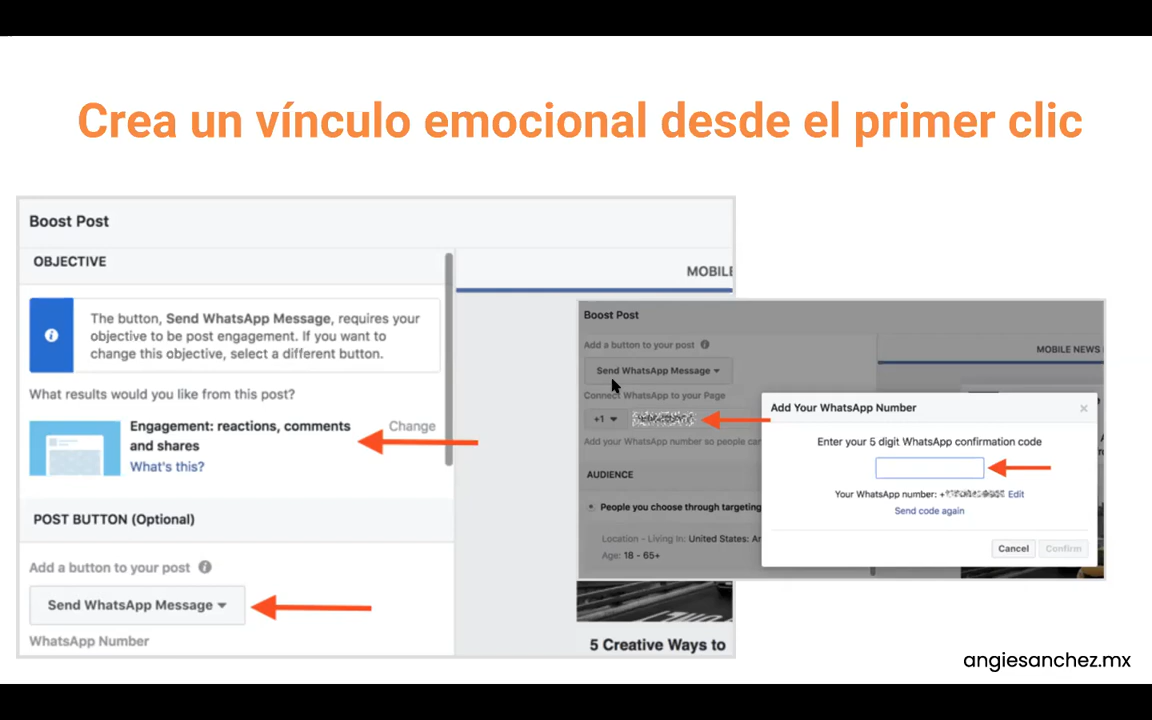 Crea un vínculo emocional desde el primer clic
Boost Post
OBJECTIVE
MOBILE
The button, Send WhatsApp Message, requires your
objective to be post engagement. If you want to
change this objective, select a different button.
What results would you like from this post?
Engagement: reactions, comments
and shares
Change
What's this?
POST BUTTON (Optional)
Add a button to your post
Send WhatsApp Message
WhatsApp Number
5 Creative Ways to
Boost Post
Add a button to your post
MOBILE NEWS
Send WhatsApp Message
Connect WhatsApp to your Page
+1
Add your WhatsApp number so people can
AUDIENCE
People you choose through targeting
Location - Living In: United States:
Age: 18 - 65+
Add Your WhatsApp Number
Enter your 5 digit WhatsApp confirmation code
Your WhatsApp number: + Edit
Send code again
Cancel
Confirm
angiesanchez.mx